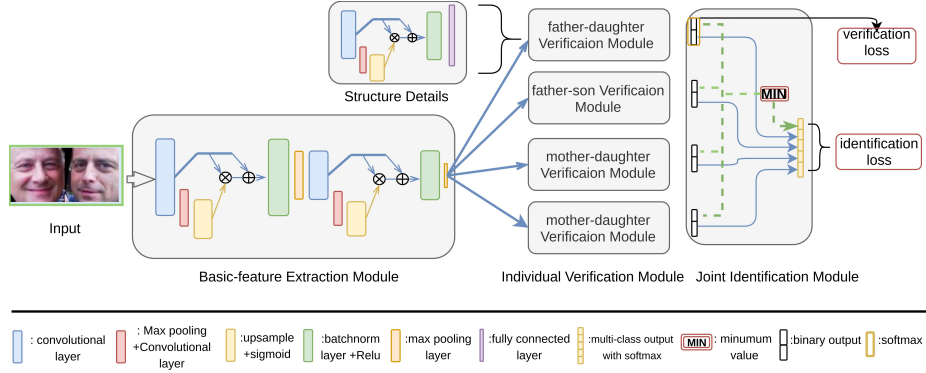 father-daughter
Verificaion Module
verification
loss
Structure Details
father-son Verificaion
Module
MIN
mother-daughter
Verificaion Module
identification
loss
Input
mother-daughter
Verificaion Module
Basic-feature Extraction Module
Individual Verification Module
Joint Identification Module
: convolutional
layer
: Max pooling
+Convolutional
layer
:upsample
+sigmoid
:batchnorm
layer +Relu
:max pooling
layer
:fully connected
layer
:multi-class output
with softmax
MIN
: minumum
value
:binary output
:softmax